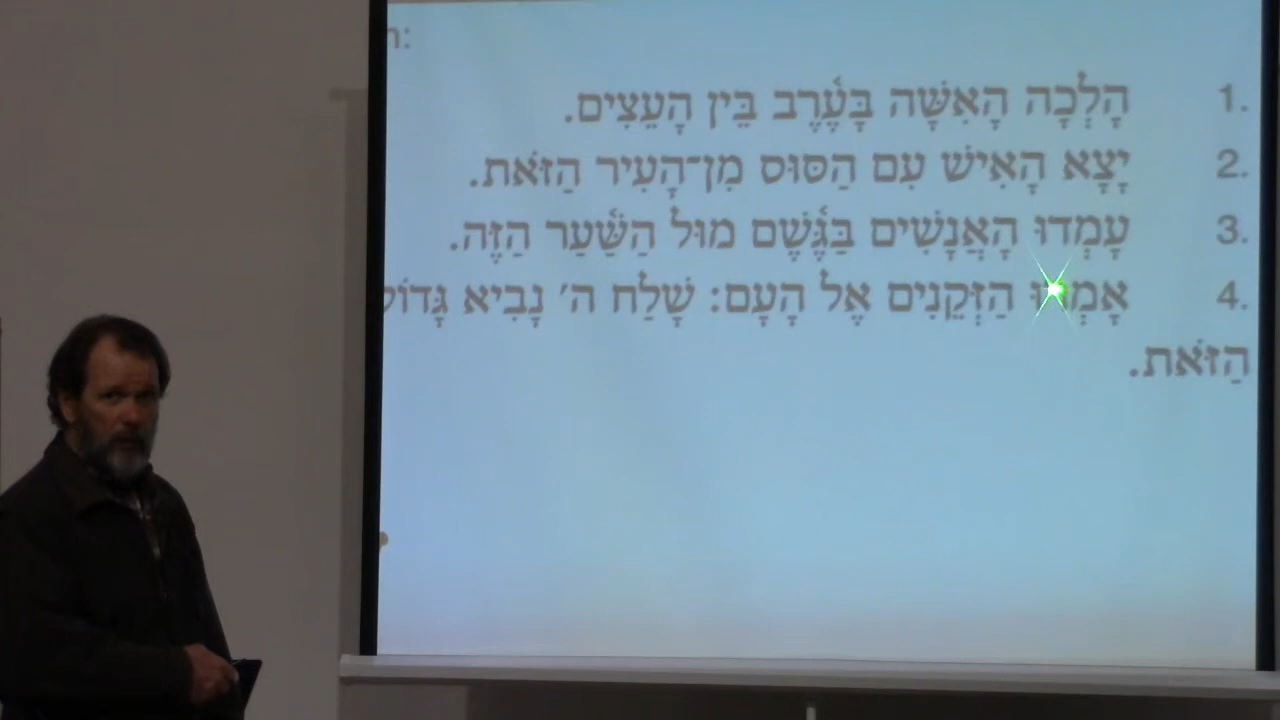 :ח
1. הָלְכָה הָאִשָּׁה בָּעֶ֫רֶב בֵּין הָעֵצִים.
2. יָצָא הָאִישׁ עִם הַסּוּס מִן־הָעִיר הַזֹּאת.
3. עָמְדוּ הָאֲנָשִׁים בַּגֶּ֫שֶׁם מוּל הַשַּׁ֫עַר הַזֶּה.
4. אָמְרוּ הַזְּקֵנִים אֶל הָעָם: שָׁלַח ה׳ נָבִיא גָּדוֹל
הַזֹּאת.